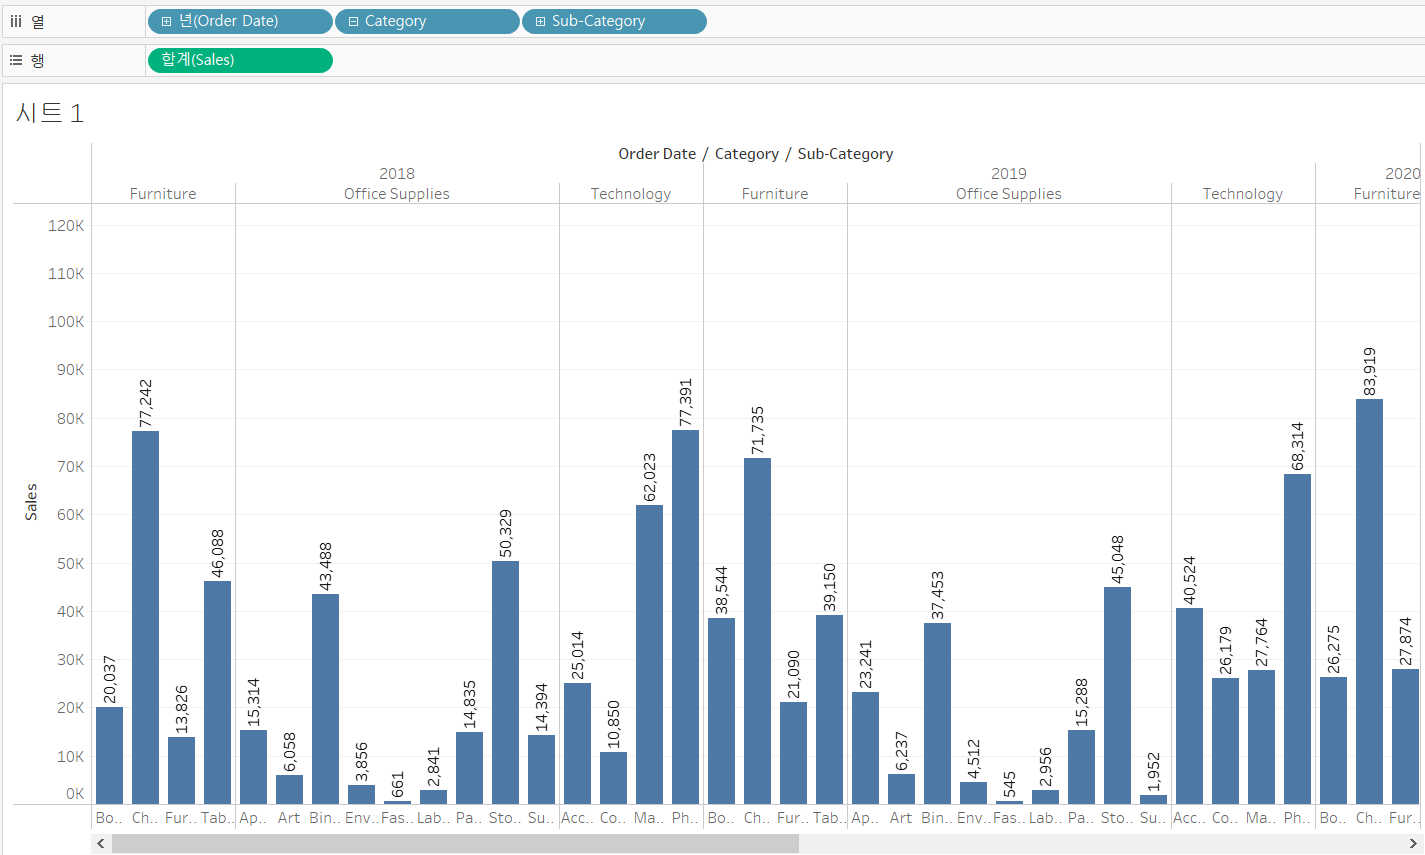 열 년(Order Date) Category Sub-Category
행 합계(Sales)
시트 1
Order Date / Category / Sub-Category
2018 2019 2020
Furniture Office Supplies Technology Furniture Office Supplies Technology Furniture
120K
110K
100K
90K
80K
70K
60K
50K
40K
30K
20K
10K
0K
Sales
20,037 77,242 13,826 46,088 15,314 6,058 43,488 3,856 661 2,841 14,835 50,329 14,394 25,014 10,850 62,023 77,391 38,544 71,735 21,090 39,150 23,241 6,237 37,453 4,512 545 2,956 15,288 45,048 1,952 40,524 26,179 27,764 68,314 26,275 83,919 27,874
Bo.. Ch.. Fur.. Tab.. Ap.. Art Bin.. Env.. Fas.. Lab.. Pa.. Sto.. Su.. Acc.. Co.. Ma.. Ph.. Bo.. Ch.. Fur.. Tab.. Ap.. Art Bin.. Env.. Fas.. Lab.. Pa.. Sto.. Su.. Acc.. Co.. Ma.. Ph.. Bo.. Ch.. Fur..